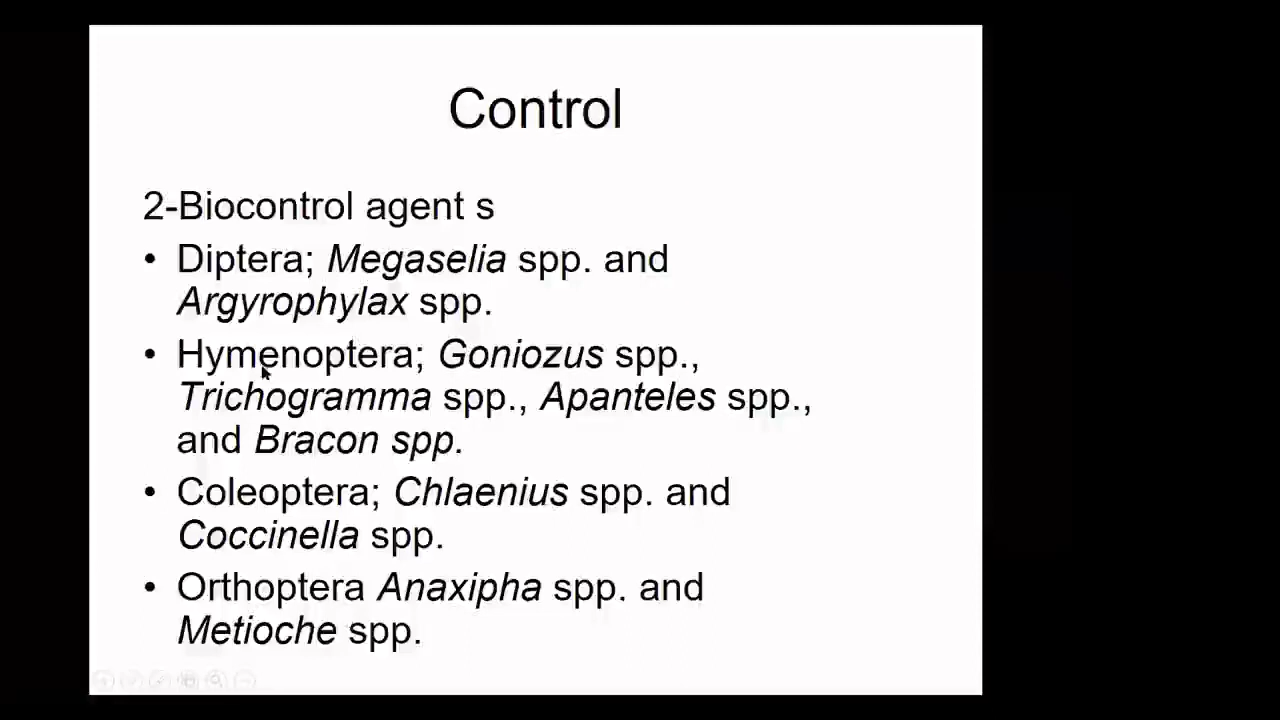 Control
2-Biocontrol agent s
• Diptera; Megaselia spp. and
Argyrophylax spp.
• Hymenoptera; Goniozus spp.,
Trichogramma spp., Apanteles spp.,
and Bracon spp.
• Coleoptera; Chlaenius spp. and
Coccinella spp.
• Orthoptera Anaxipha spp. and
Metioche spp.